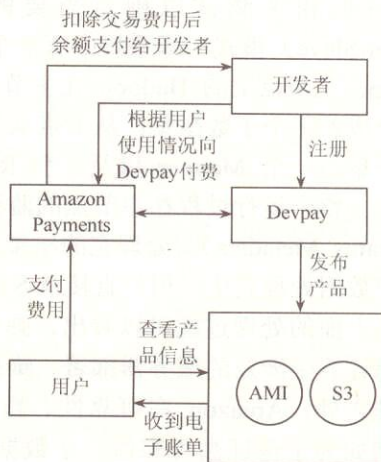 扣除交易费用后
余额支付给开发者
开发者
根据用户
使用情况向
Devpay付费
注册
Amazon
Payments
Devpay
支付
费用
发布
产品
查看产
品信息
用户
AMI
S3
收到电
子账单